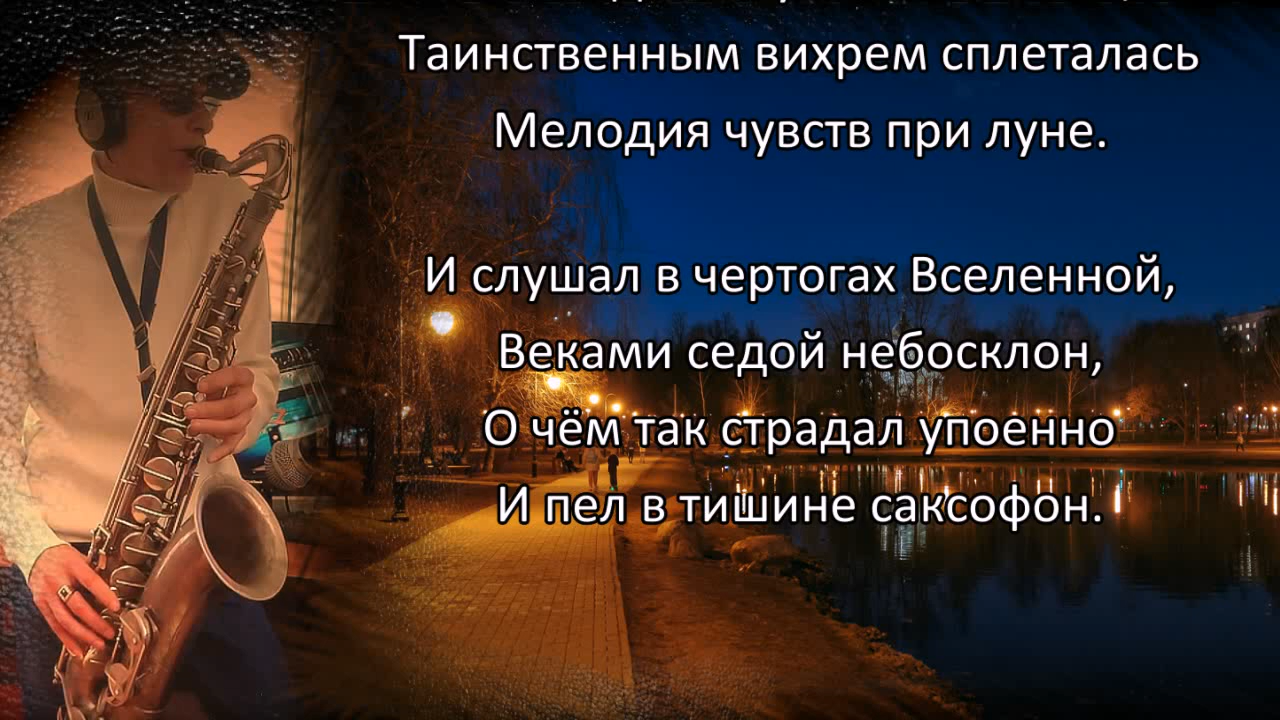 Таинственным вихрем сплеталась
Мелодия чувств при луне.
И слушал в чертогах Вселенной,
Веками седой небосклон,
О чём так страдал упоенно
И пел в тишине саксофон.